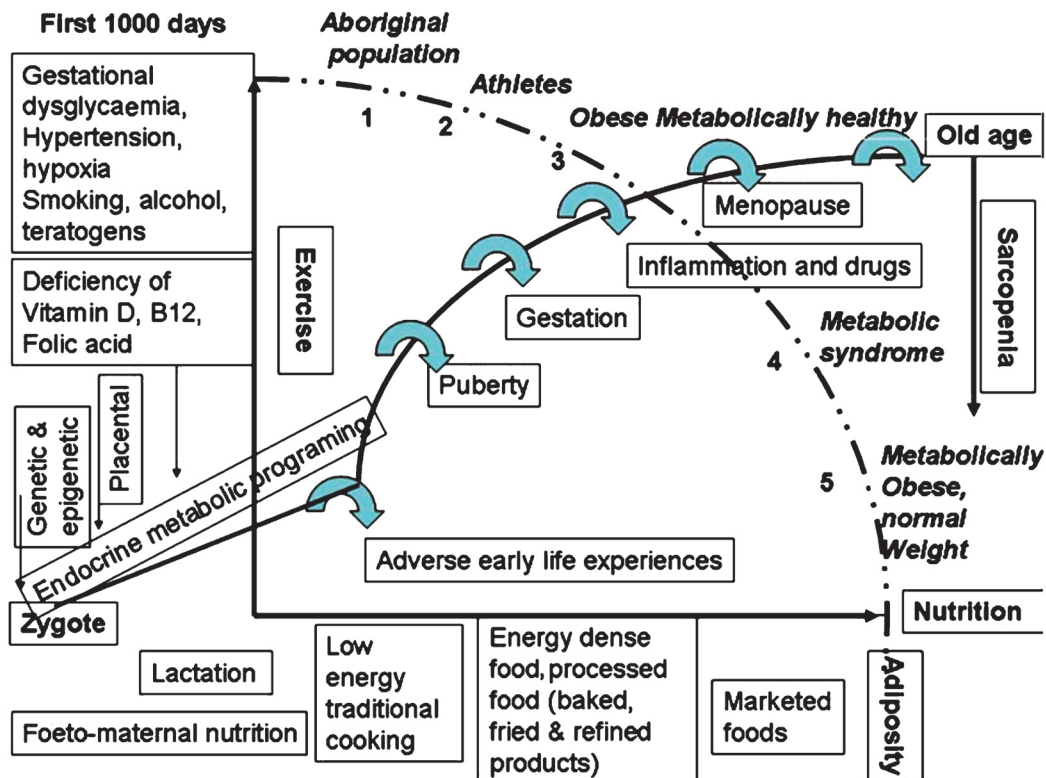 First 1000 days
Gestational
dysglycaemia,
Hypertension,
hypoxia
Smoking, alcohol,
teratogens
Deficiency of
Vitamin D, B12,
Folic acid
Genetic &
epigenetic
Placental
Endocrine metabolic programing
Zygote
Exercise
Aboriginal
population
Athletes
Obese Metabolically healthy
1
2
3
Old age
Menopause
Inflammation and drugs
Gestation
Puberty
Sarcopenia
Metabolic
syndrome
4
5
Metabolically
Obese,
normal
Weight
Adverse early life experiences
Nutrition
Lactation
Foeto-maternal nutrition
Low
energy
traditional
cooking
Energy dense
food, processed
food (baked,
fried & refined
products)
Marketed
foods
Adiposity